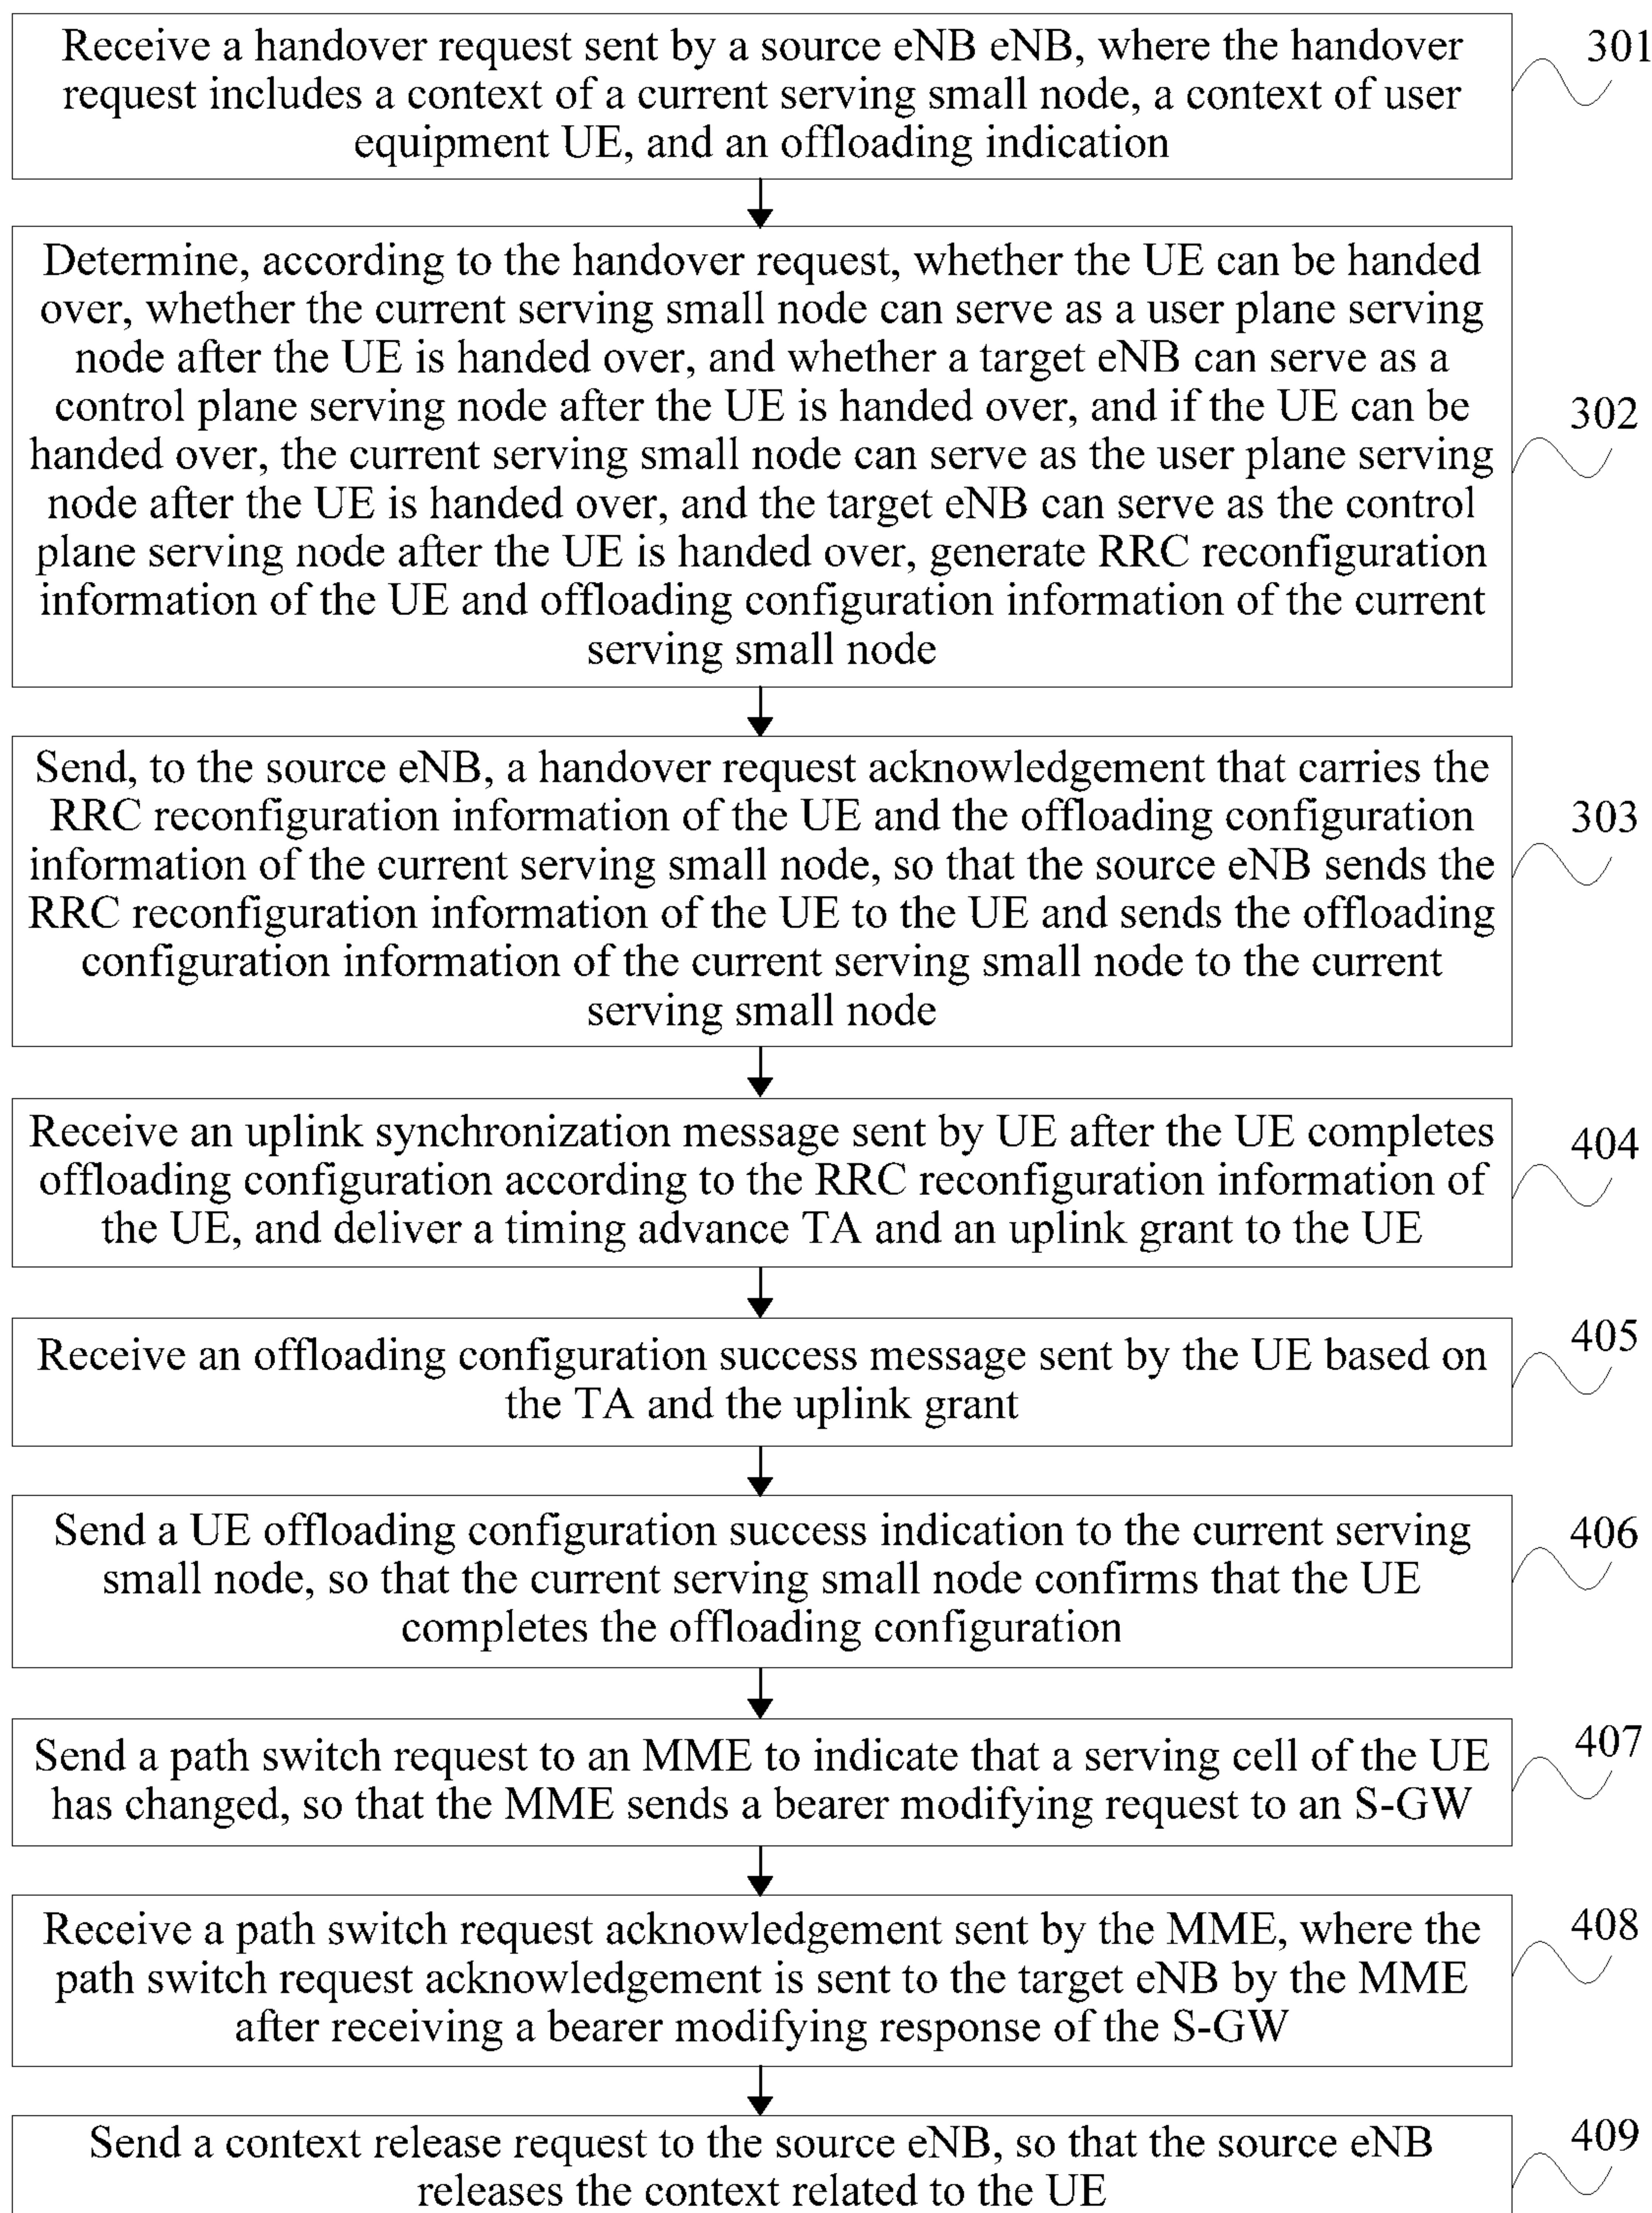 Receive a handover request sent by a source eNB eNB, where the handover
request includes a context of a current serving small node, a context of user
equipment UE, and an offloading indication
301
Determine, according to the handover request, whether the UE can be handed
over, whether the current serving small node can serve as a user plane serving
node after the UE is handed over, and whether a target eNB can serve as a
control plane serving node after the UE is handed over, and if the UE can be
handed over, the current serving small node can serve as the user plane serving
node after the UE is handed over, and the target eNB can serve as the control
plane serving node after the UE is handed over, generate RRC reconfiguration
information of the UE and offloading configuration information of the current
serving small node
302
Send, to the source eNB, a handover request acknowledgement that carries the
RRC reconfiguration information of the UE and the offloading configuration
information of the current serving small node, so that the source eNB sends the
RRC reconfiguration information of the UE to the UE and sends the offloading
configuration information of the current serving small node to the current
serving small node
303
Receive an uplink synchronization message sent by UE after the UE completes
offloading configuration according to the RRC reconfiguration information of
the UE, and deliver a timing advance TA and an uplink grant to the UE
404
Receive an offloading configuration success message sent by the UE based on
the TA and the uplink grant
405
Send a UE offloading configuration success indication to the current serving
small node, so that the current serving small node confirms that the UE
completes the offloading configuration
406
Send a path switch request to an MME to indicate that a serving cell of the UE
has changed, so that the MME sends a bearer modifying request to an S-GW
407
Receive a path switch request acknowledgement sent by the MME, where the
path switch request acknowledgement is sent to the target eNB by the MME
after receiving a bearer modifying response of the S-GW
408
Send a context release request to the source eNB, so that the source eNB
releases the context related to the UE
409